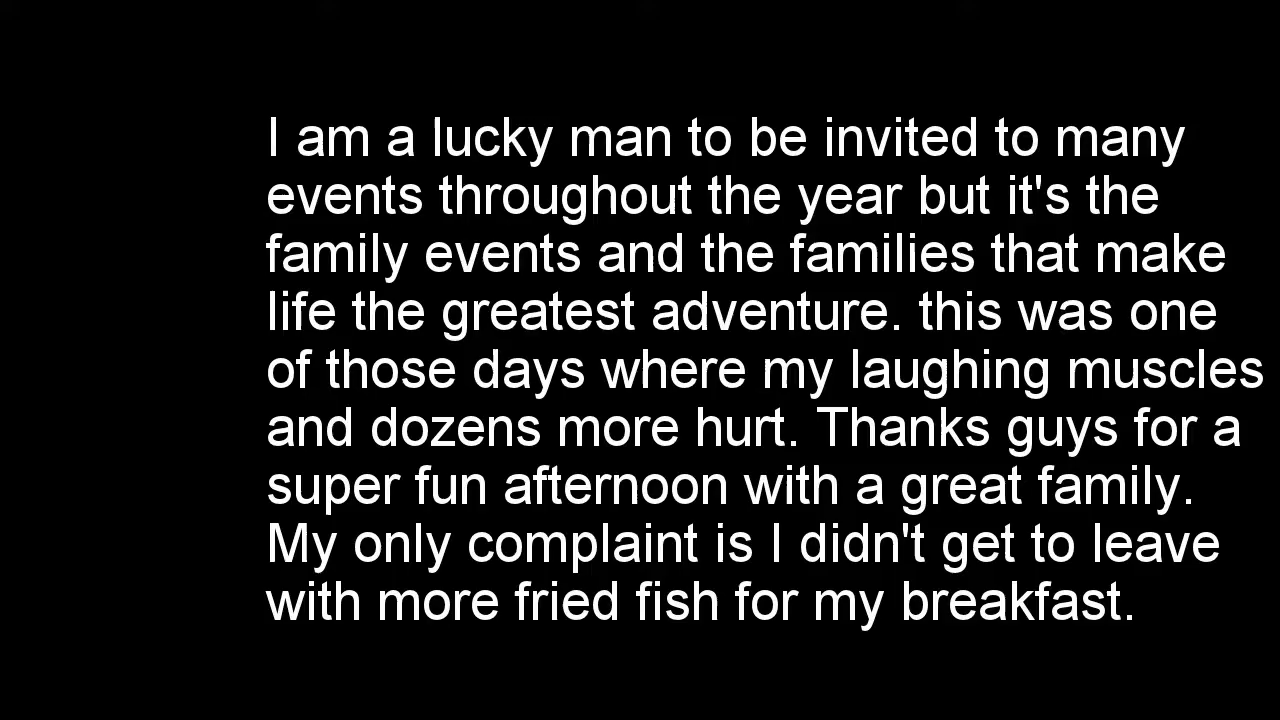 I am a lucky man to be invited to many
events throughout the year but it's the
family events and the families that make
life the greatest adventure. this was one
of those days where my laughing muscles
and dozens more hurt. Thanks guys for a
super fun afternoon with a great family.
My only complaint is I didn't get to leave
with more fried fish for my breakfast.